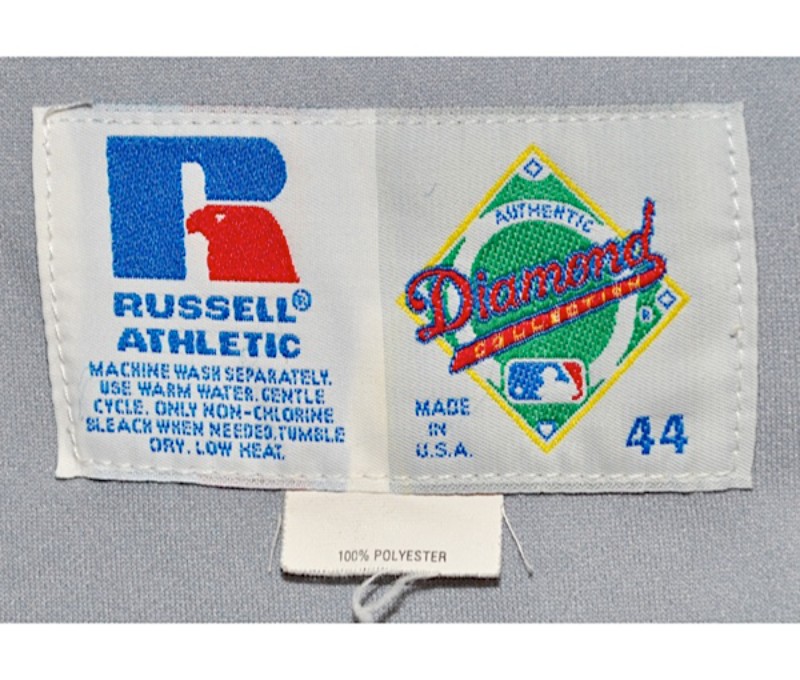 RUSSELL®
ATHLETIC
MACHINE WASH SEPARATELY.
USE WARM WATER. GENTLE
CYCLE. ONLY NON-CHLORINE
BLEACH WHEN NEEDED. TUMBLE
DRY. LOW HEAT.
AUTHENTIC
Diamond
COLLECTION
®
MADE
IN
U.S.A.
44
100% POLYESTER